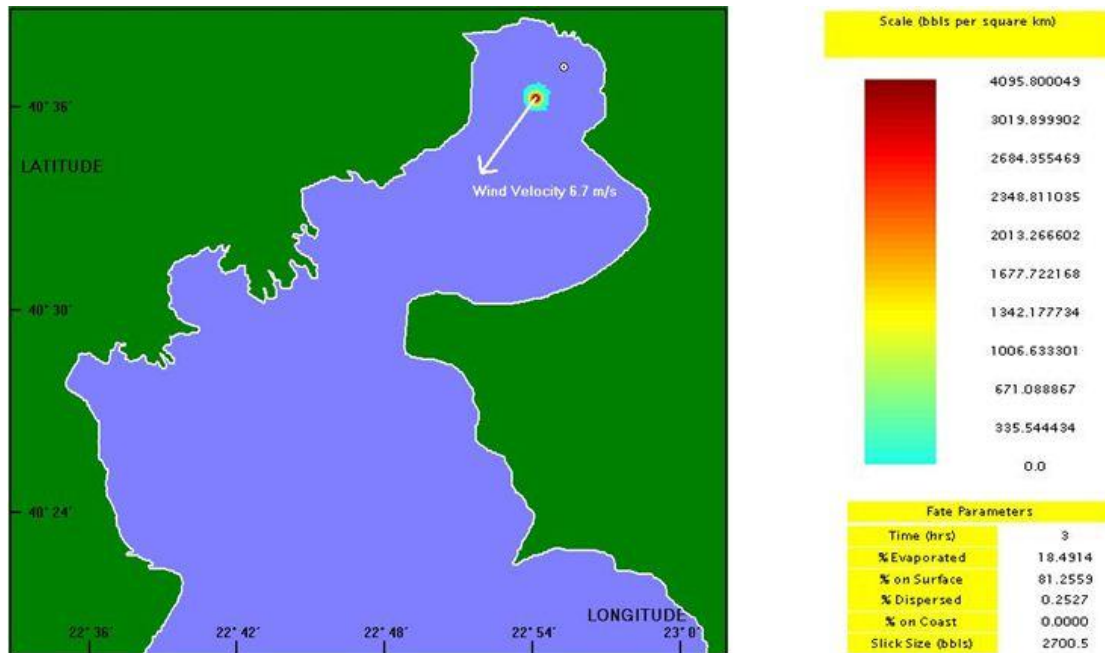 Scale (bbls per square km)
4095.800049
3019.899902
2684.355469
2348.811035
2013.266602
1677.722168
1342.177734
1006.633301
671.088867
335.544434
0.0
40° 36'
LATITUDE
Wind Velocity 6.7 m/s
40° 30'
40° 24'
LONGITUDE
22° 36' 22° 42' 22° 48' 22° 54' 23° 0'
Fate Parameters
Time (hrs) 3
% Evaporated 18.4914
% on Surface 81.2559
% Dispersed 0.2527
% on Coast 0.0000
Slick Size (bbls) 2700.5